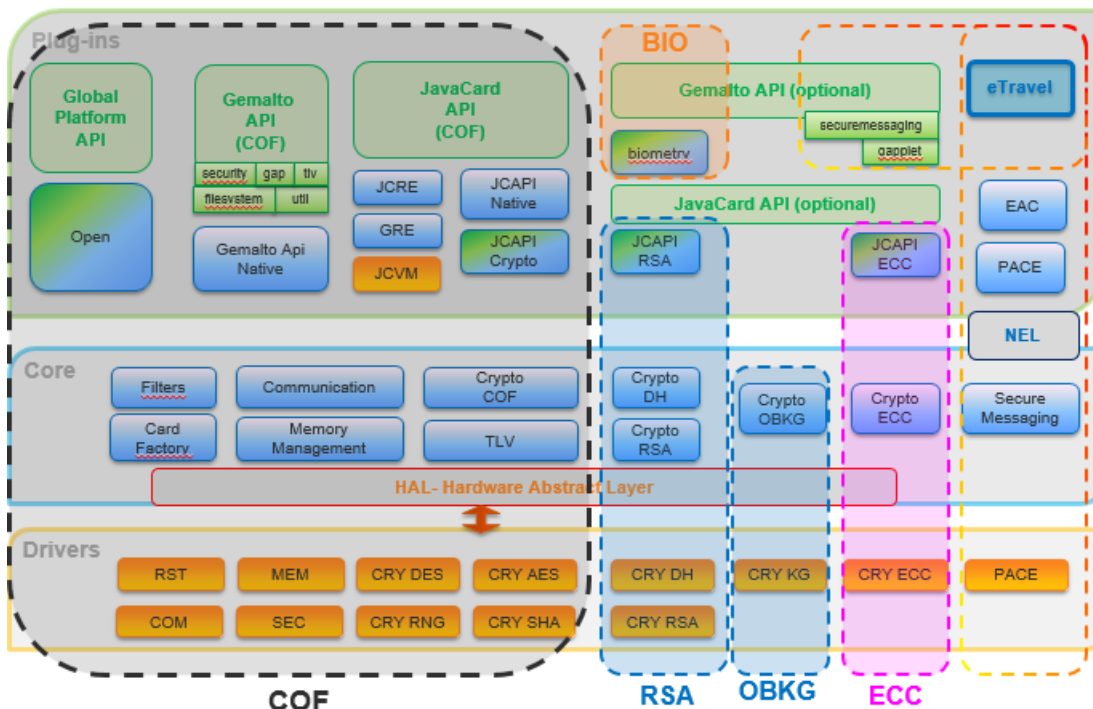 Plug-ins
BIO
Global
Platform
API
Gemalto
API
(COF)
JavaCard
API
(COF)
Gemalto API (optional)
eTravel
securemessaging
gapplet
biometry
security
gap
tlv
filesystem
util
JCRE
JCAPI
Native
JavaCard API (optional)
EAC
Open
Gemalto Api
Native
GRE
JCAPI
Crypto
JCAPI
RSA
JCAPI
ECC
PACE
JCVM
NEL
Core
Filters
Communication
Crypto
COF
Crypto
DH
Crypto
OBKG
Crypto
ECC
Secure
Messaging
Card
Factory
Memory
Management
TLV
Crypto
RSA
HAL- Hardware Abstract Layer
Drivers
RST
MEM
CRY DES
CRY AES
CRY DH
CRY KG
CRY ECC
PACE
COM
SEC
CRY RNG
CRY SHA
CRY RSA
COF
RSA
OBKG
ECC